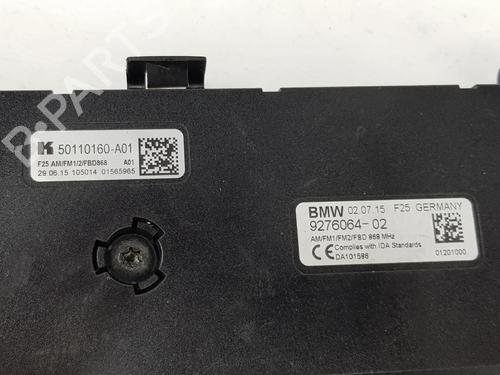 B-PARTS
K 50110160-A01
F25 AM/FM1/2/FBD868 A01
29.06.15 105014 01565965
BMW 02.07.15 F25 GERMANY
9276064-02
AM/FM1/FM2/FBD 868 MHz
CE Complies with IDA Standards
DA101586
01201000